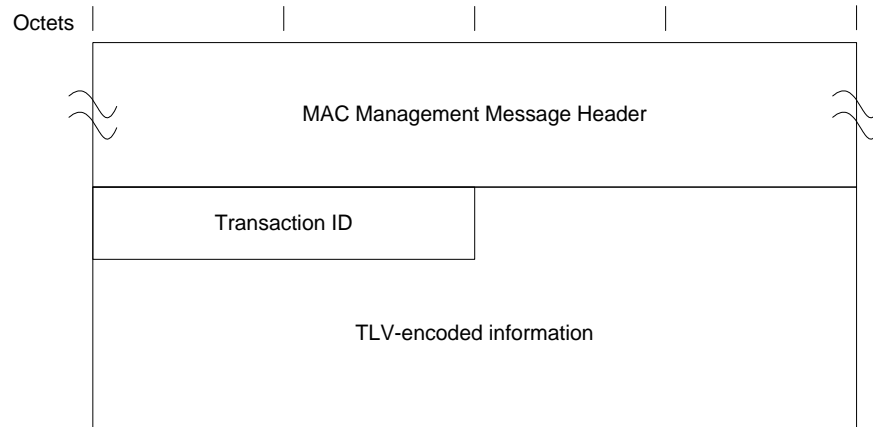 Octets
MAC Management Message Header
Transaction ID
TLV-encoded information